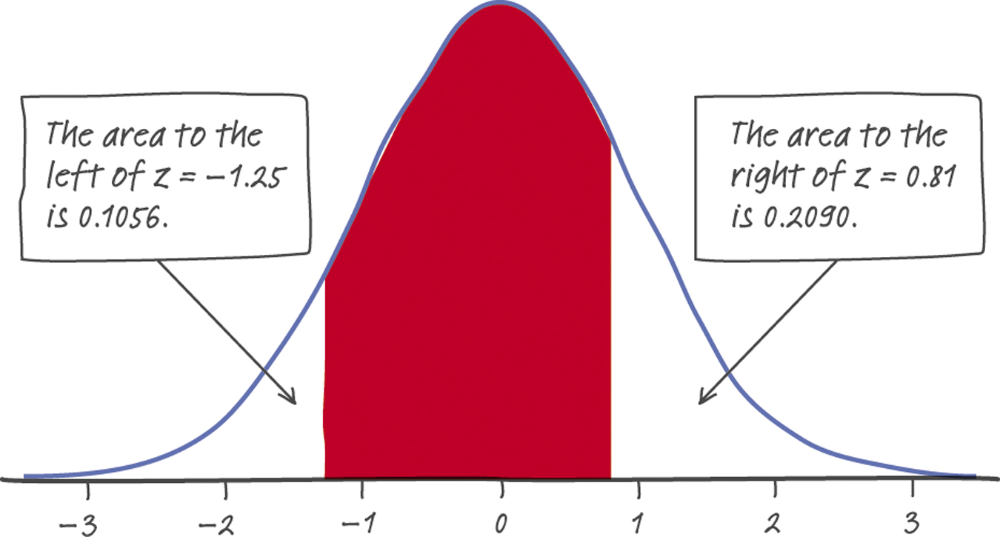 The area to the
left of z = −1.25
is 0.1056.
The area to the
right of z = 0.81
is 0.2090.
−3 −2 −1 0 1 2 3